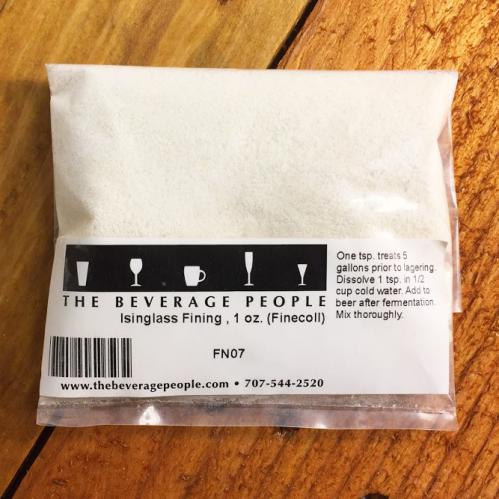 THE BEVERAGE PEOPLE
Isinglass Fining , 1 oz. (Finecoll)
FN07
www.thebeveragepeople.com • 707-544-2520
One tsp. treats 5
gallons prior to lagering.
Dissolve 1 tsp. in 1/2
cup cold water. Add to
beer after fermentation.
Mix thoroughly.